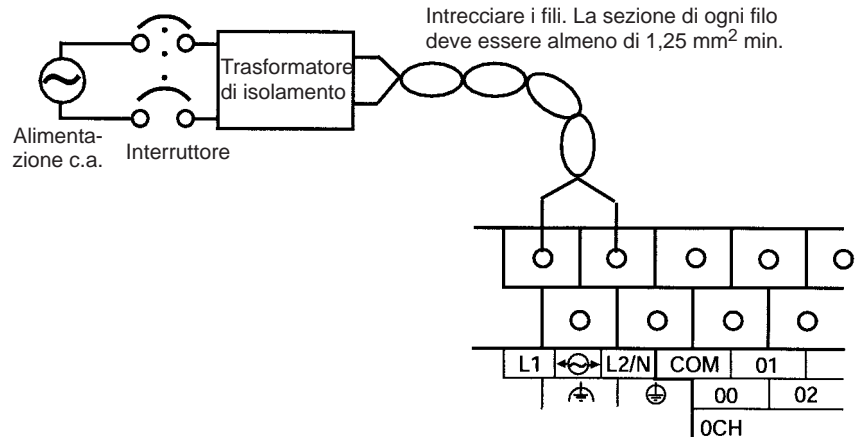 Intrecciare i fili. La sezione di ogni filo
deve essere almeno di 1,25 mm² min.
Trasformatore
di isolamento
Alimenta-
zione c.a.
Interruttore
L1 L2/N COM 01
00 02
0CH